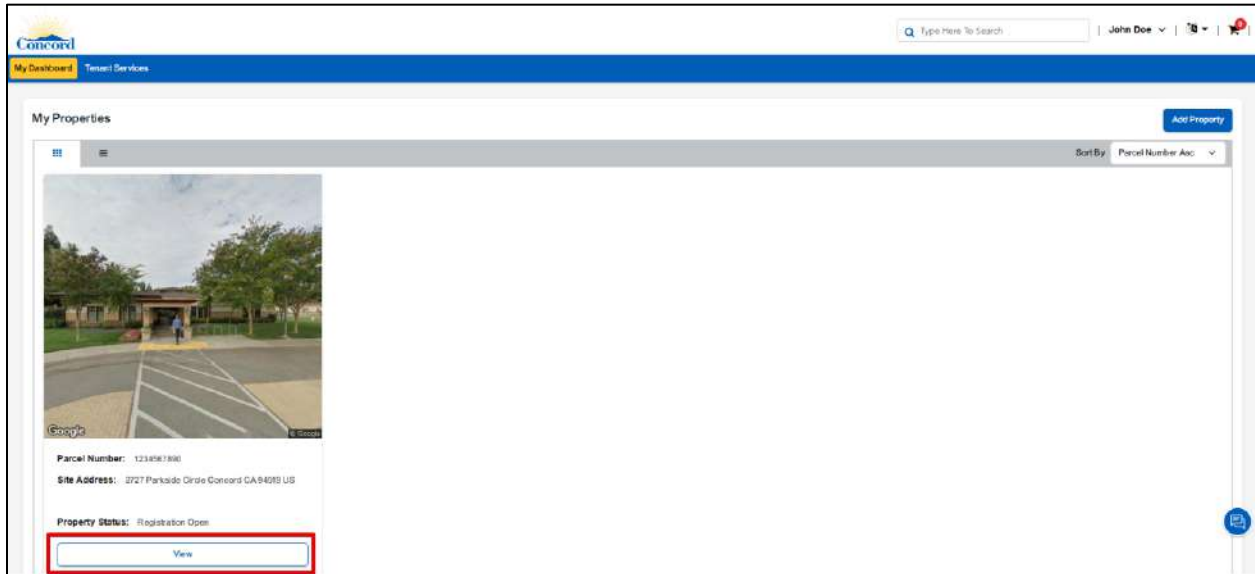 Concord
Type Here To Search
John Doe
0
My Dashboard Tenant Services
My Properties
Add Property
Sort By Parcel Number Asc
Google
© Google
Parcel Number: 1234567890
Site Address: 2727 Parkside Circle Concord CA 94519 US
Property Status: Registration Open
View